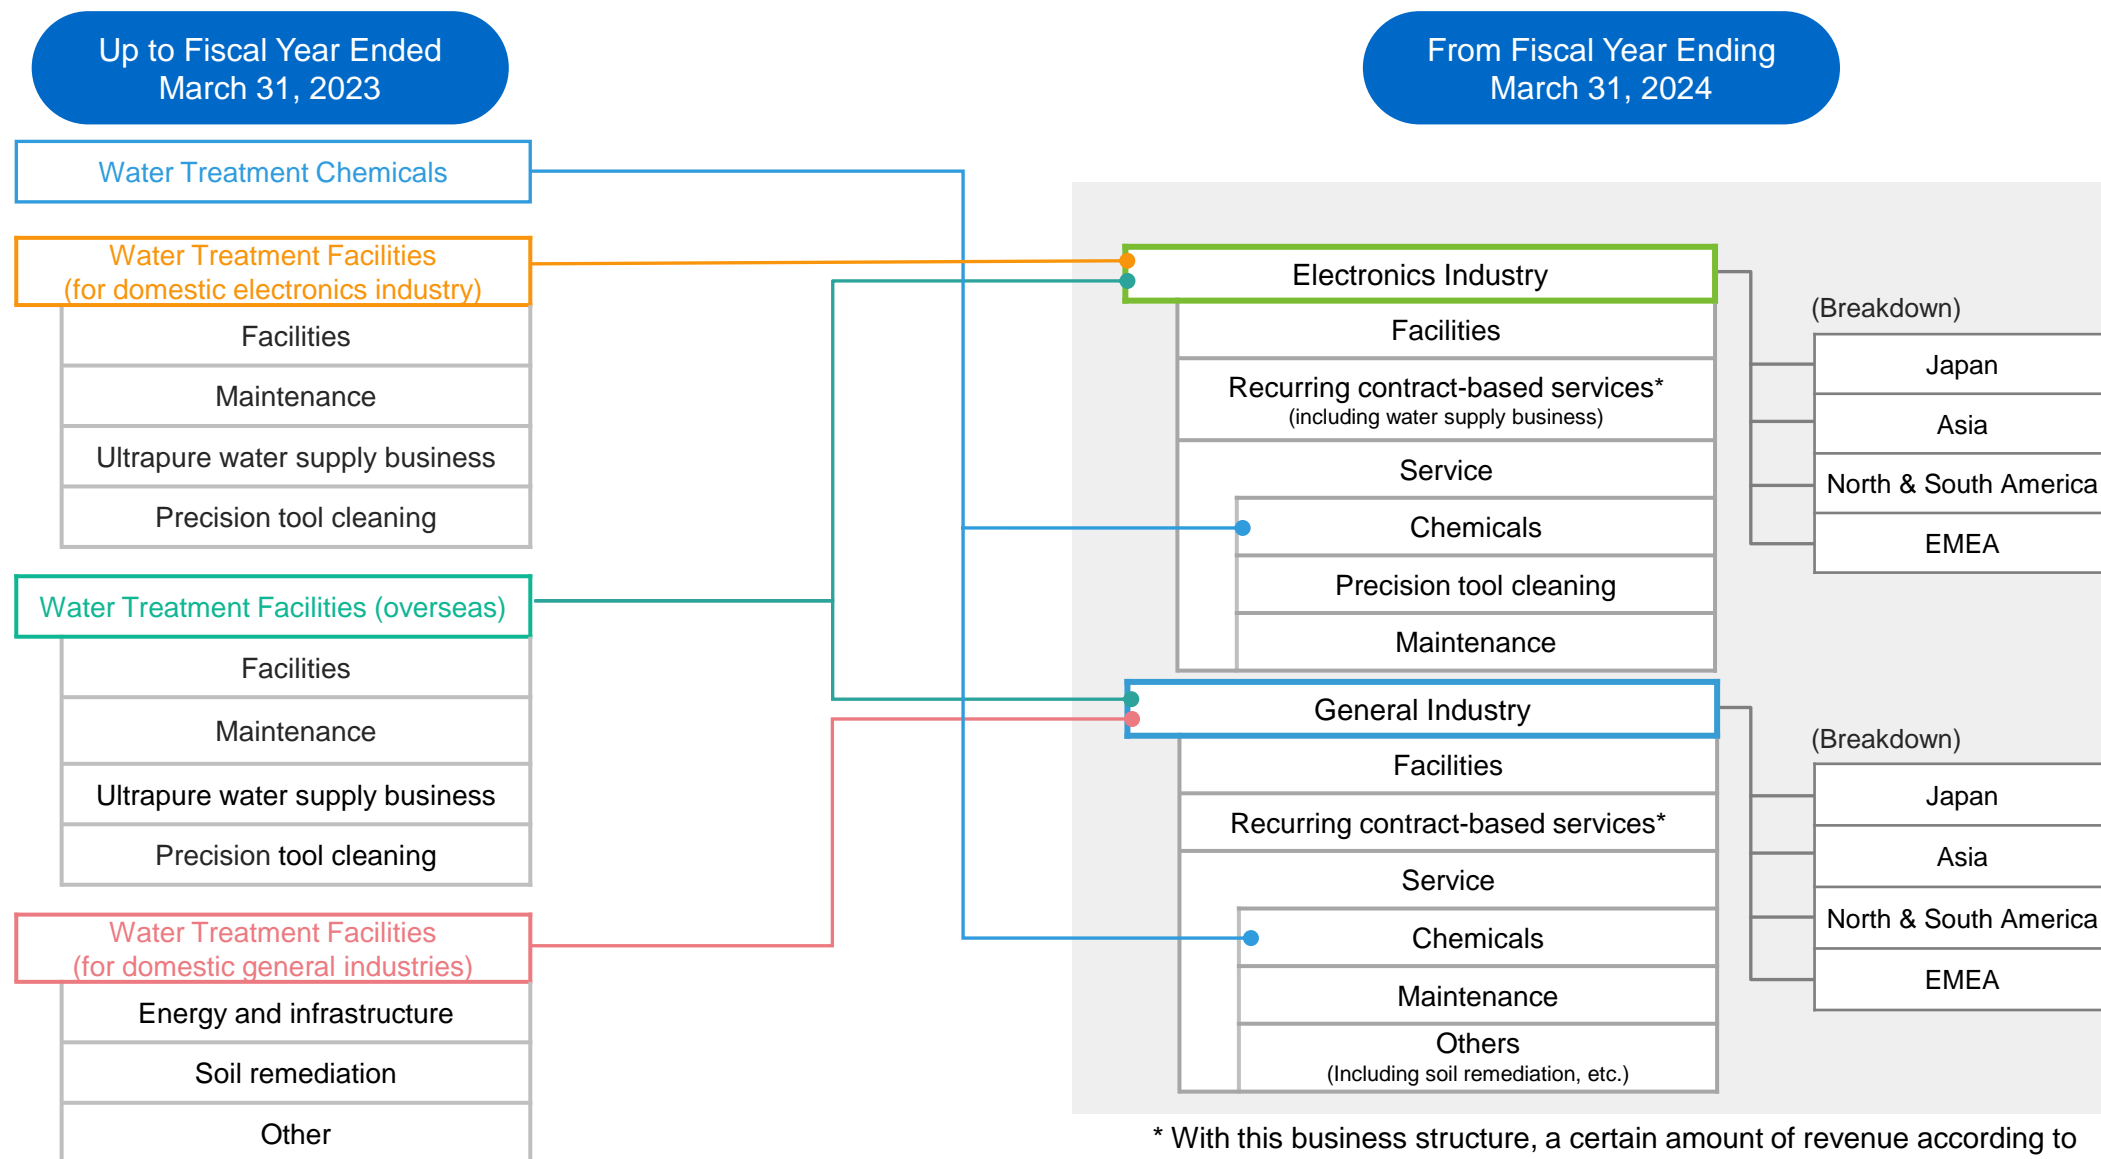 Up to Fiscal Year Ended
March 31, 2023
Water Treatment Chemicals
Water Treatment Facilities
(for domestic electronics industry)
Facilities
Maintenance
Ultrapure water supply business
Precision tool cleaning
Water Treatment Facilities (overseas)
Facilities
Maintenance
Ultrapure water supply business
Precision tool cleaning
Water Treatment Facilities
(for domestic general industries)
Energy and infrastructure
Soil remediation
Other
From Fiscal Year Ending
March 31, 2024
Electronics Industry
Facilities
Recurring contract-based services*
(including water supply business)
Service
Chemicals
Precision tool cleaning
Maintenance
(Breakdown)
Japan
Asia
North & South America
EMEA
General Industry
Facilities
Recurring contract-based services*
Service
Chemicals
Maintenance
Others
(Including soil remediation, etc.)
(Breakdown)
Japan
Asia
North & South America
EMEA
* With this business structure, a certain amount of revenue according to